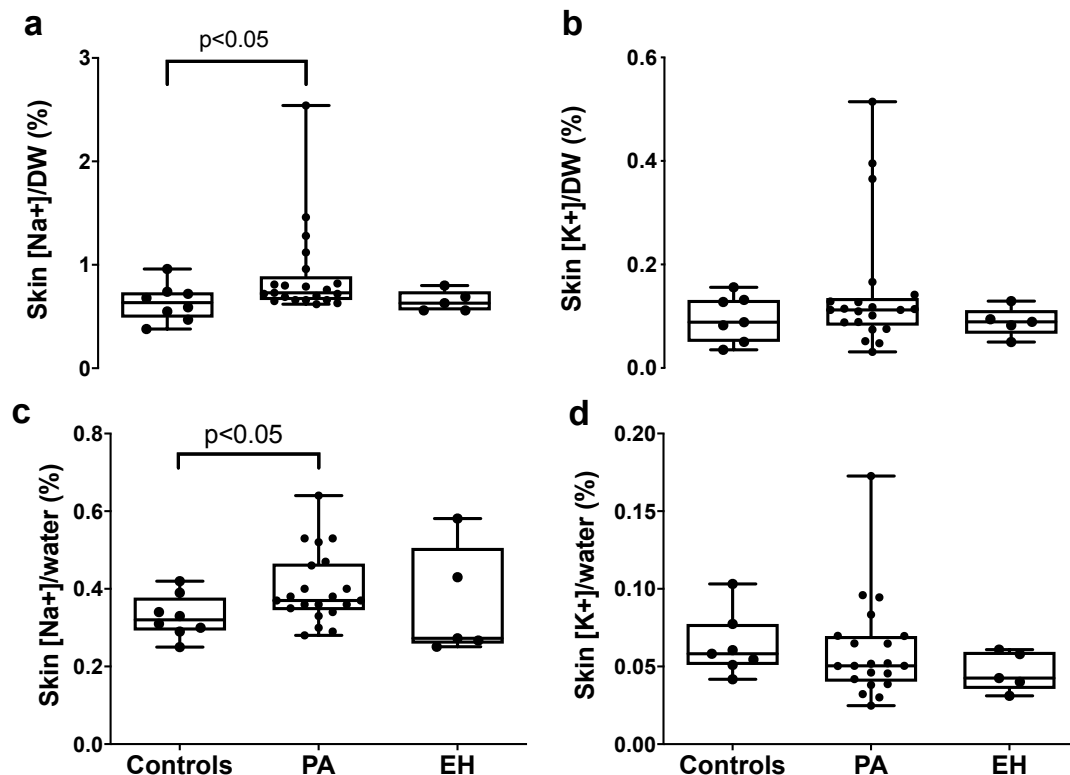 a
p<0.05
Skin [Na+]/DW (%)
3
2
1
0
b
Skin [K+]/DW (%)
0.6
0.4
0.2
0.0
c
p<0.05
Skin [Na+]/water (%)
0.8
0.6
0.4
0.2
0.0
Controls PA EH
d
Skin [K+]/water (%)
0.20
0.15
0.10
0.05
0.00
Controls PA EH